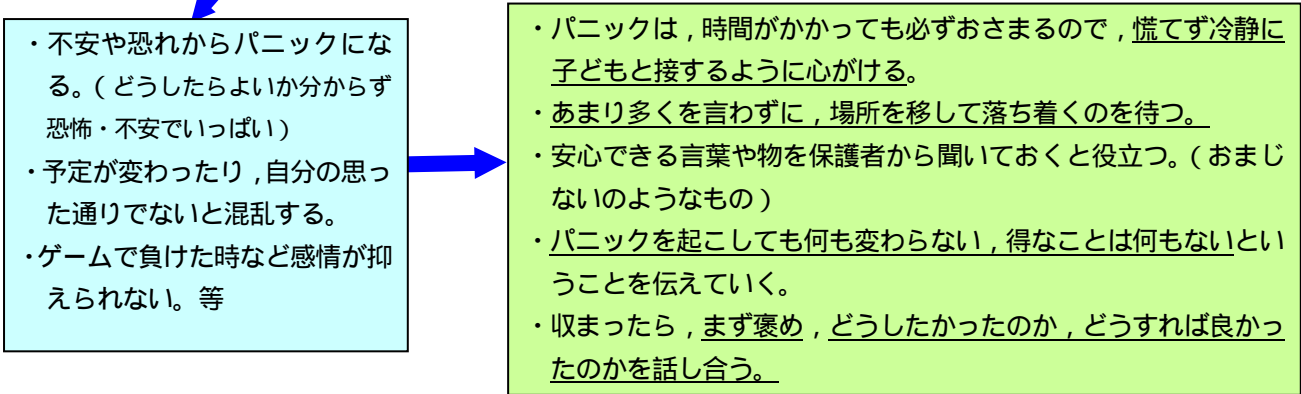 ・不安や恐れからパニックにな
る。(どうしたらよいか分からず
恐怖・不安でいっぱい)
・予定が変わったり,自分の思っ
た通りでないと混乱する。
・ゲームで負けた時など感情が抑
えられない。等
・パニックは,時間がかかっても必ずおさまるので,慌てず冷静に
子どもと接するように心がける。
・あまり多くを言わずに,場所を移して落ち着くのを待つ。
・安心できる言葉や物を保護者から聞いておくと役立つ。(おまじ
ないのようなもの)
・パニックを起こしても何も変わらない,得なことは何もないとい
うことを伝えていく。
・収まったら,まず褒め,どうしたかったのか,どうすれば良かっ
たのかを話し合う。